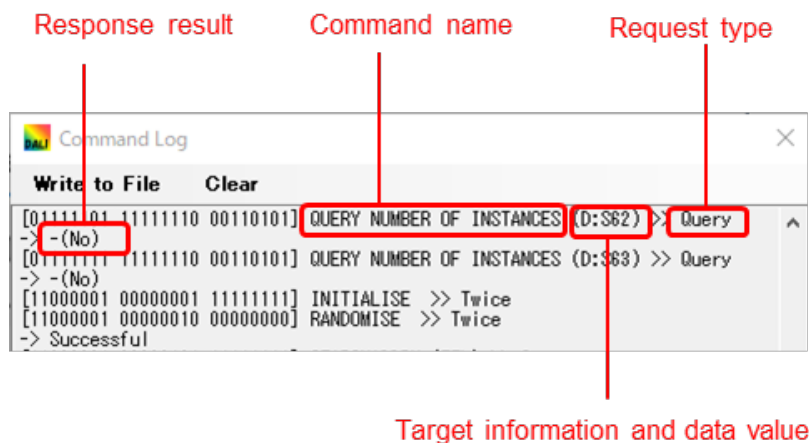 Response result
Command name
Request type
DALI Command Log
Write to File Clear
[01111101 11111110 00110101] QUERY NUMBER OF INSTANCES (D:S62) >> Query
-> -(No)
[01111111 11111110 00110101] QUERY NUMBER OF INSTANCES (D:S63) >> Query
-> -(No)
[11000001 00000001 11111111] INITIALISE >> Twice
[11000001 00000010 00000000] RANDOMISE >> Twice
-> Successful
Target information and data value